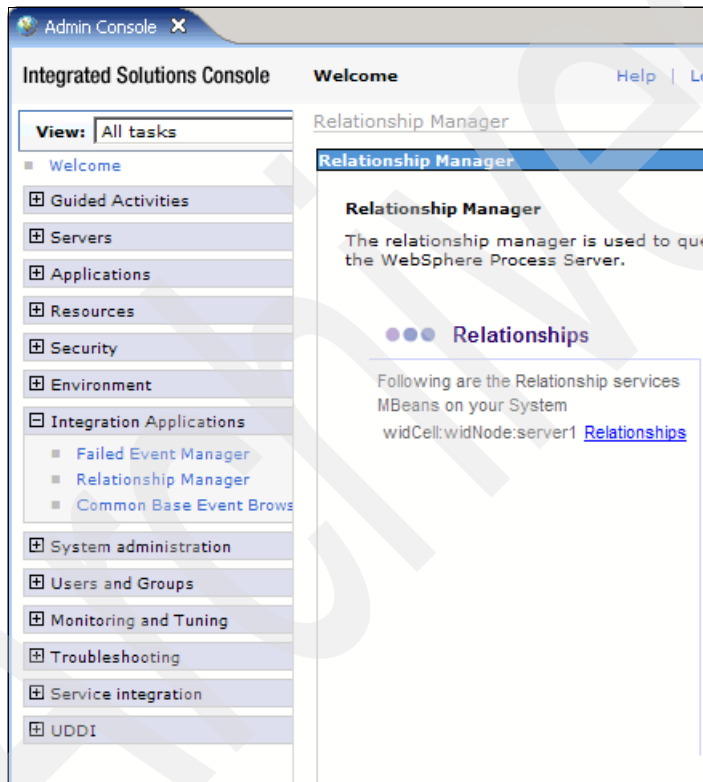 Admin Console
Integrated Solutions Console
Welcome
Help |
View: All tasks
Welcome
Guided Activities
Servers
Applications
Resources
Security
Environment
Integration Applications
Failed Event Manager
Relationship Manager
Common Base Event
System administration
Users and Groups
Monitoring and Tuning
Troubleshooting
Service integration
UDDI
Relationship Manager
Relationship Manager
Relationship Manager
The relationship manager is used to
the WebSphere Process Server.
Relationships
Following are the Relationship services
MBeans on your System
widCell:widNode:server1 Relationships